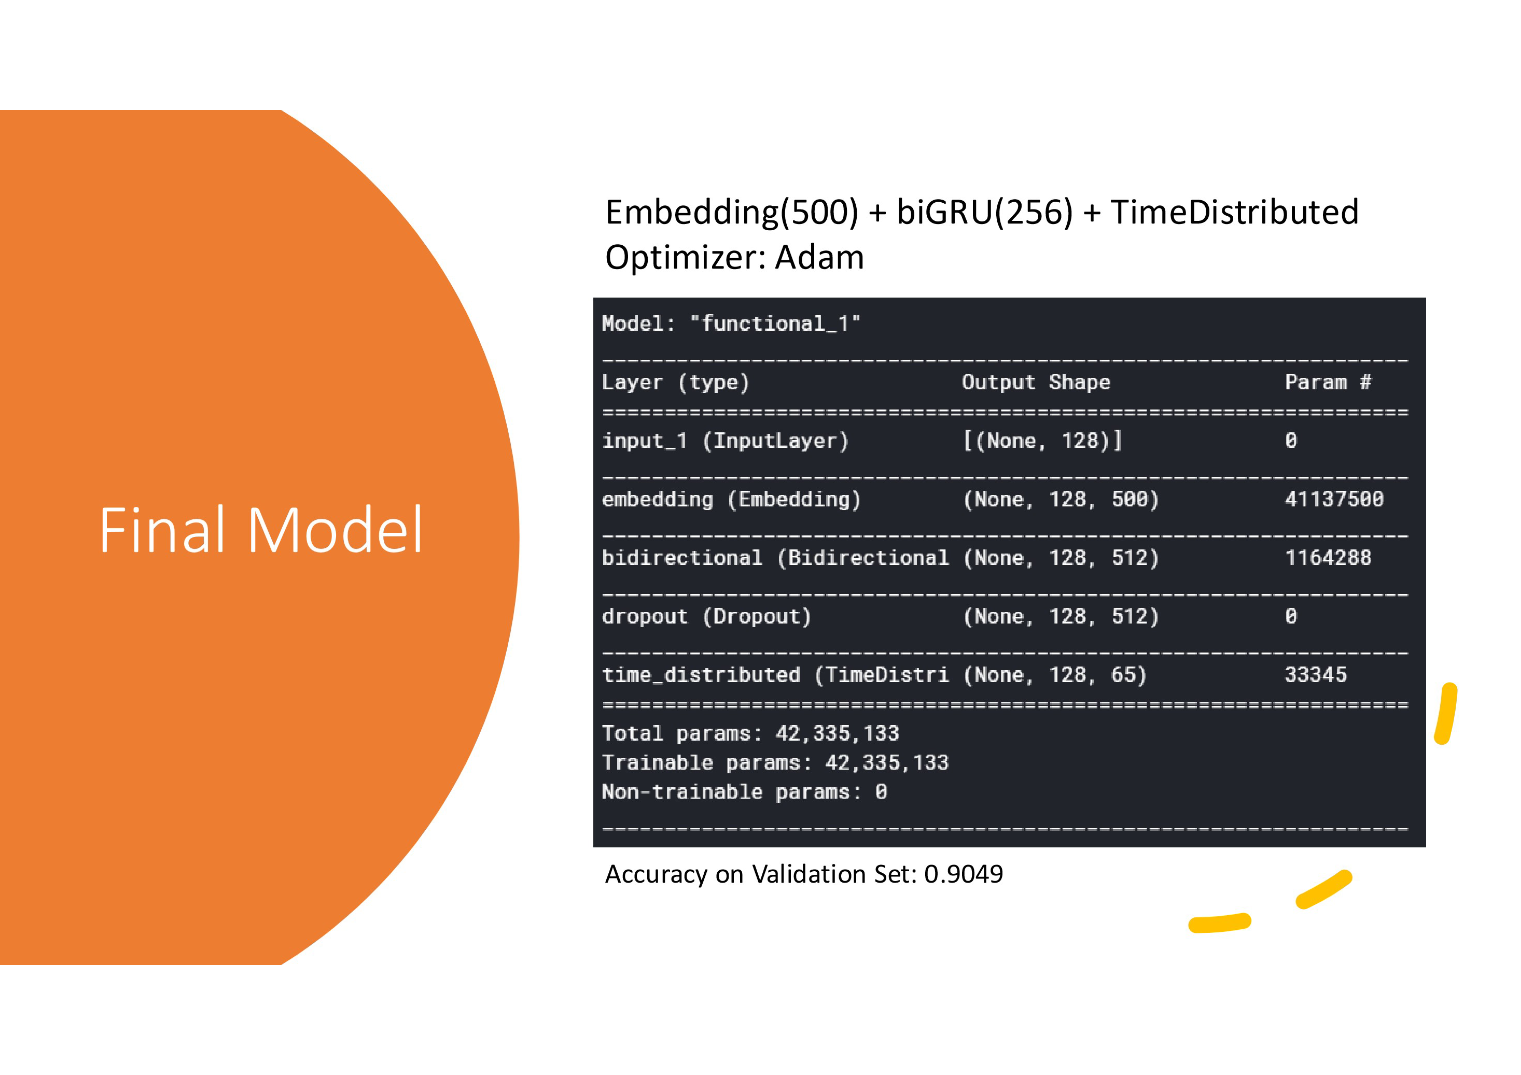 Final Model
Embedding(500) + biGRU(256) + TimeDistributed
Optimizer: Adam
Model: "functional_1"
Layer (type) Output Shape Param #
input_1 (InputLayer) [(None, 128)] 0
embedding (Embedding) (None, 128, 500) 41137500
bidirectional (Bidirectional (None, 128, 512) 1164288
dropout (Dropout) (None, 128, 512) 0
time_distributed (TimeDistri (None, 128, 65) 33345
Total params: 42,335,133
Trainable params: 42,335,133
Non-trainable params: 0
Accuracy on Validation Set: 0.9049